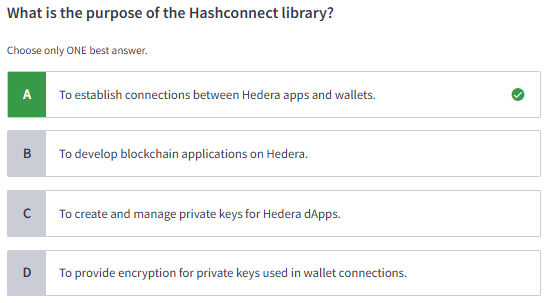 What is the purpose of the Hashconnect library?
Choose only ONE best answer.
A To establish connections between Hedera apps and wallets.
B To develop blockchain applications on Hedera.
C To create and manage private keys for Hedera dApps.
D To provide encryption for private keys used in wallet connections.